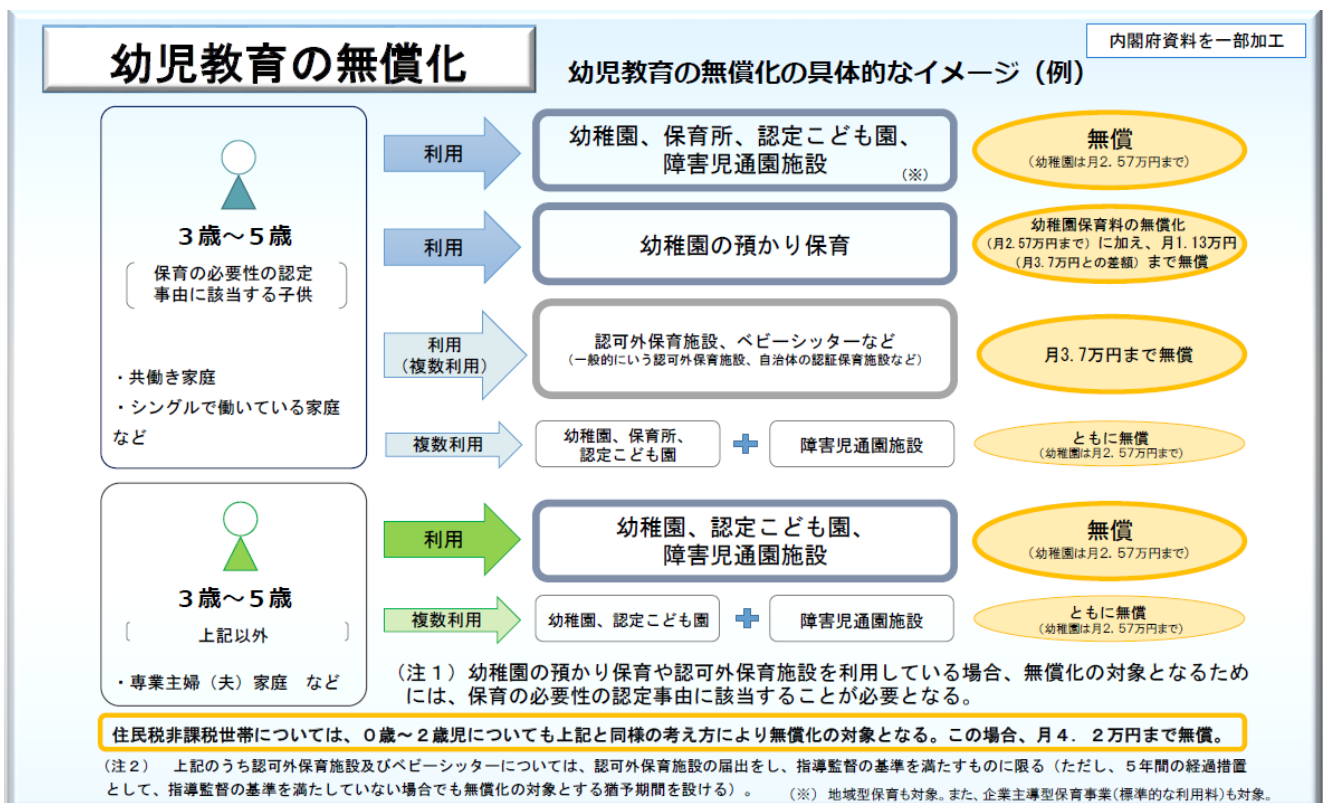 内閣府資料を一部加工
幼児教育の無償化
幼児教育の無償化の具体的なイメージ（例）
3歳～5歳
保育の必要性の認定
事由に該当する子供
・共働き家庭
・シングルで働いている家庭
など
利用
幼稚園、保育所、認定こども園、
障害児通園施設
（※）
無償
（幼稚園は月2.57万円まで）
利用
幼稚園の預かり保育
幼稚園保育料の無償化
（月2.57万円まで）に加え、月1.13万円
（月3.7万円との差額）まで無償
利用
（複数利用）
認可外保育施設、ベビーシッターなど
（一般的にいう認可外保育施設、自治体の認証保育施設など）
月3.7万円まで無償
複数利用
幼稚園、保育所、
認定こども園
障害児通園施設
ともに無償
（幼稚園は月2.57万円まで）
3歳～5歳
上記以外
・専業主婦（夫）家庭　など
利用
幼稚園、認定こども園、
障害児通園施設
無償
（幼稚園は月2.57万円まで）
複数利用
幼稚園、認定こども園
障害児通園施設
ともに無償
（幼稚園は月2.57万円まで）
（注１）幼稚園の預かり保育や認可外保育施設を利用している場合、無償化の対象となるため
には、保育の必要性の認定事由に該当することが必要となる。
住民税非課税世帯については、０歳～２歳児についても上記と同様の考え方により無償化の対象となる。この場合、月４．２万円まで無償。
（注２）　上記のうち認可外保育施設及びベビーシッターについては、認可外保育施設の届出をし、指導監督の基準を満たすものに限る（ただし、５年間の経過措置
として、指導監督の基準を満たしていない場合でも無償化の対象とする猶予期間を設ける）。
（※）地域型保育も対象。また、企業主導型保育事業(標準的な利用料)も対象。